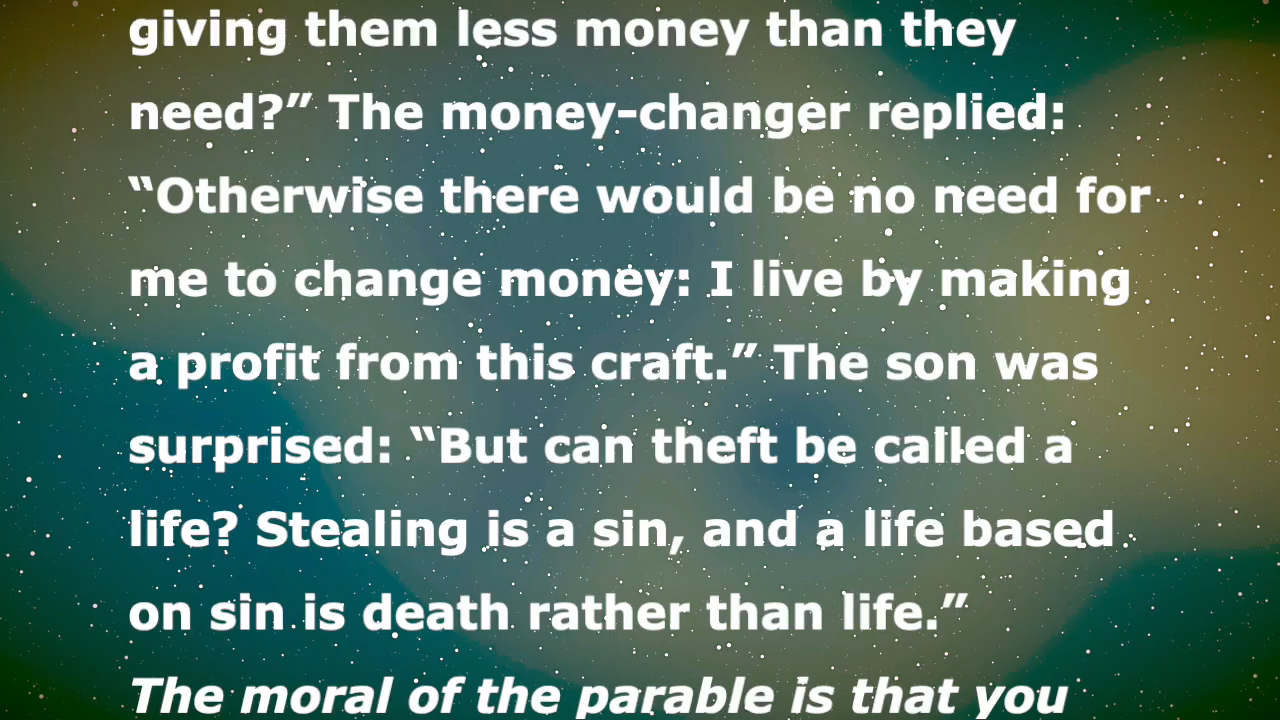 giving them less money than they
need?” The money-changer replied:
“Otherwise there would be no need for
me to change money: I live by making
a profit from this craft.” The son was
surprised: “But can theft be called a
life? Stealing is a sin, and a life based
on sin is death rather than life.”
The moral of the parable is that you